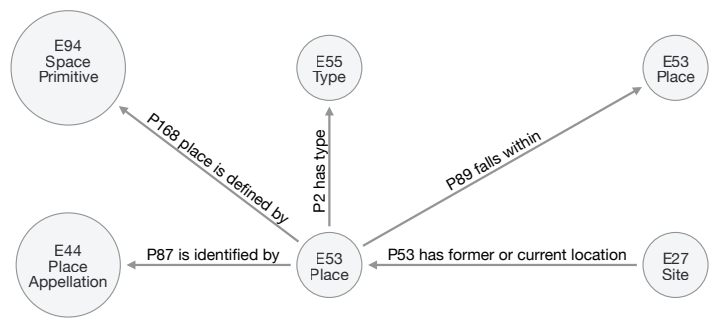 E94
Space
Primitive
E55
Type
E53
Place
P168 place is defined by
P2 has type
P89 falls within
E44
Place
Appellation
P87 is identified by
E53
Place
P53 has former or current location
E27
Site